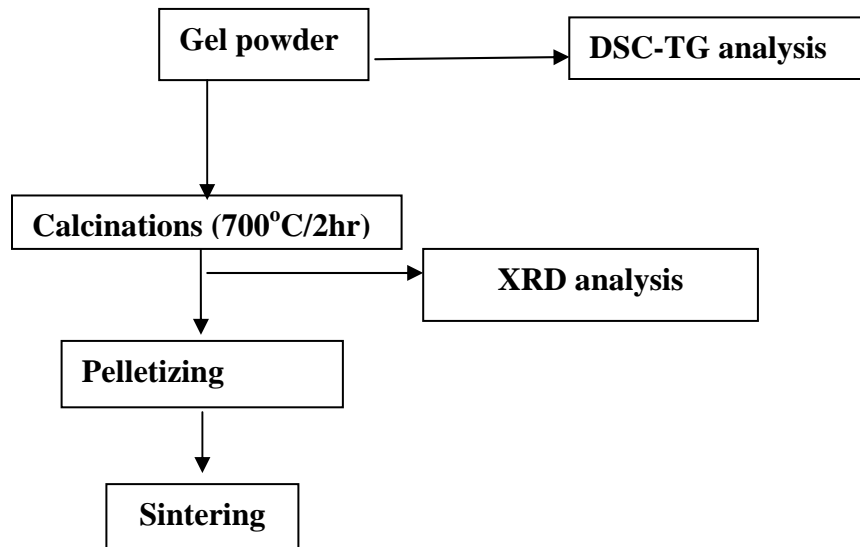 Gel powder
DSC-TG analysis
Calcinations (700°C/2hr)
XRD analysis
Pelletizing
Sintering